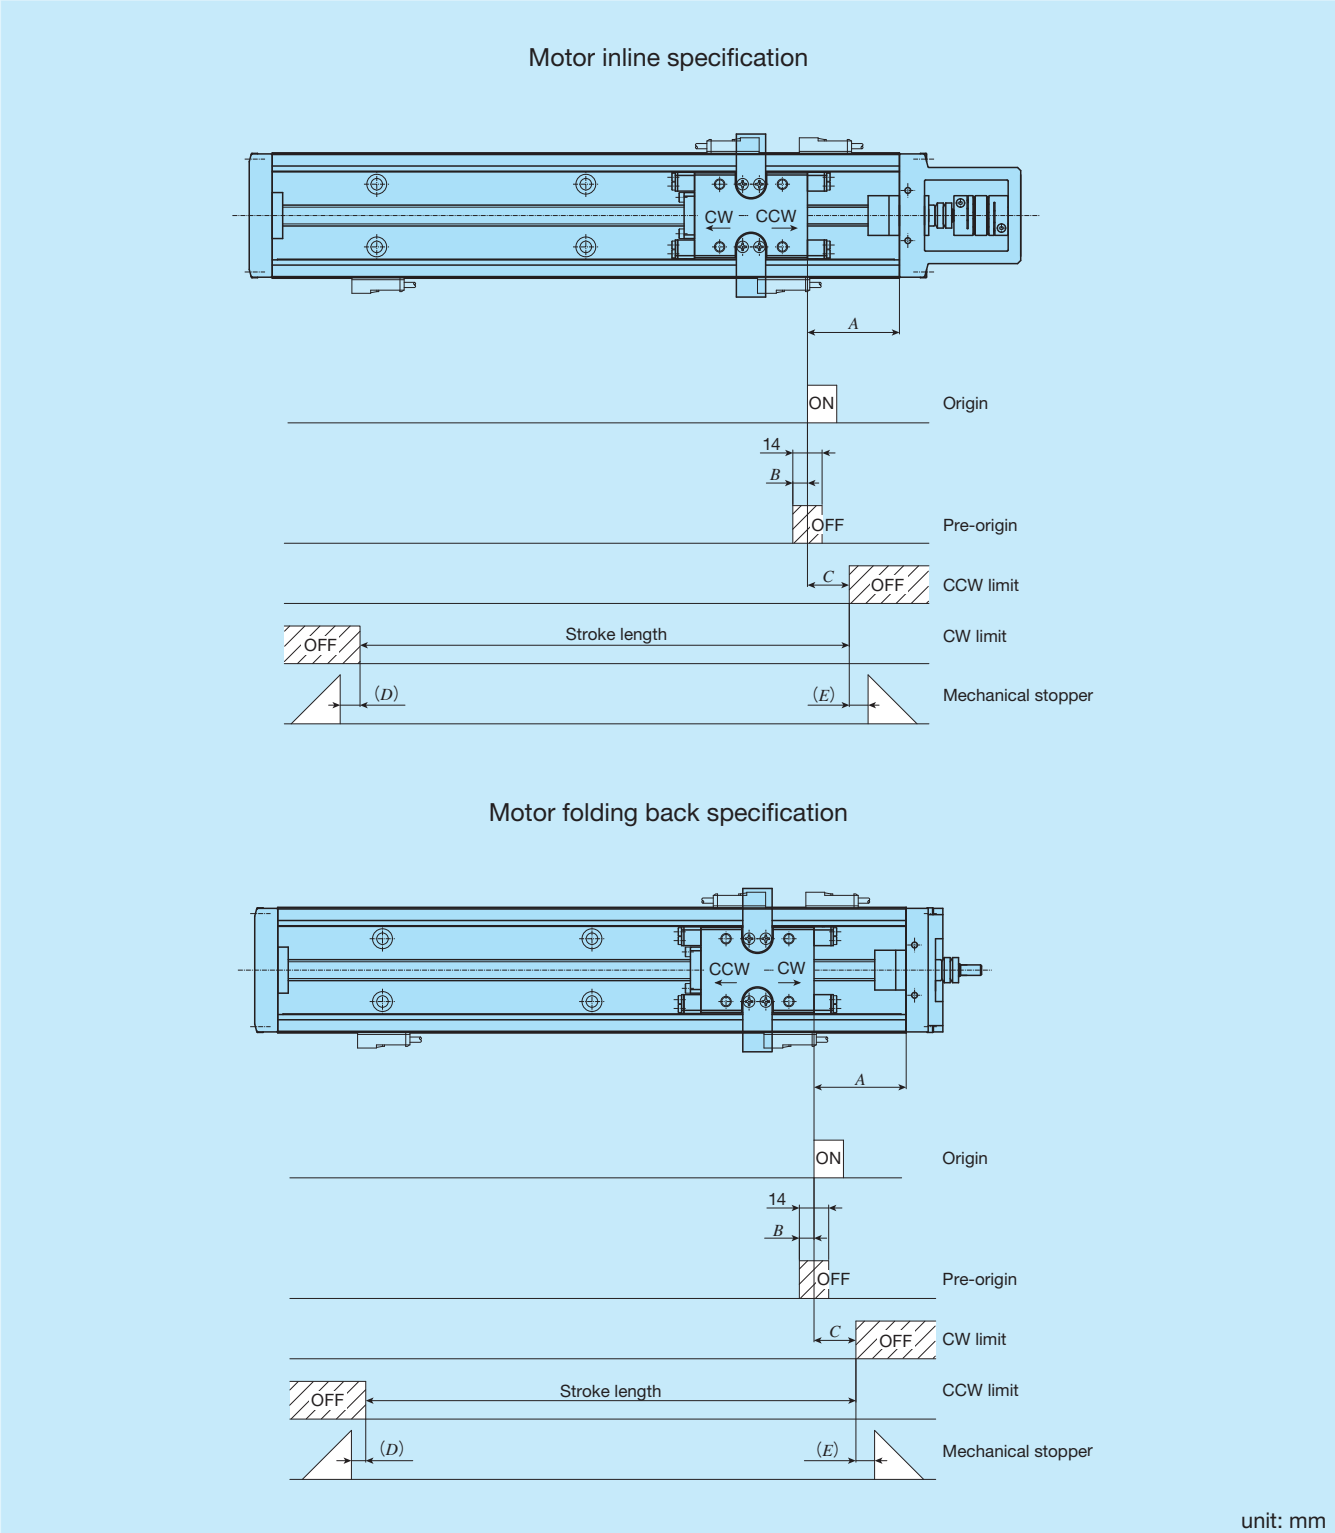 Motor inline specification
CW CCW
A
ON Origin
14
B
OFF Pre-origin
C OFF CCW limit
OFF Stroke length CW limit
(D) (E) Mechanical stopper
Motor folding back specification
CCW CW
A
ON Origin
14
B
OFF Pre-origin
C OFF CW limit
OFF Stroke length CCW limit
(D) (E) Mechanical stopper
unit: mm